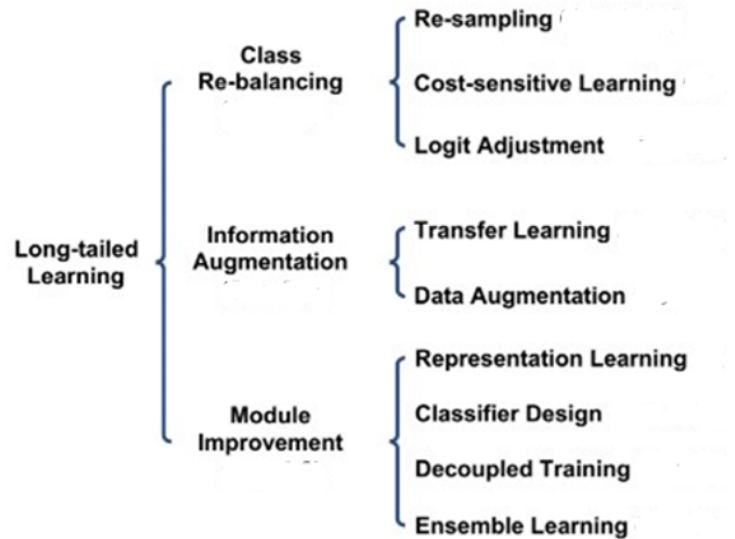 Long-tailed
Learning
Class
Re-balancing
Re-sampling
Cost-sensitive Learning
Logit Adjustment
Information
Augmentation
Transfer Learning
Data Augmentation
Module
Improvement
Representation Learning
Classifier Design
Decoupled Training
Ensemble Learning